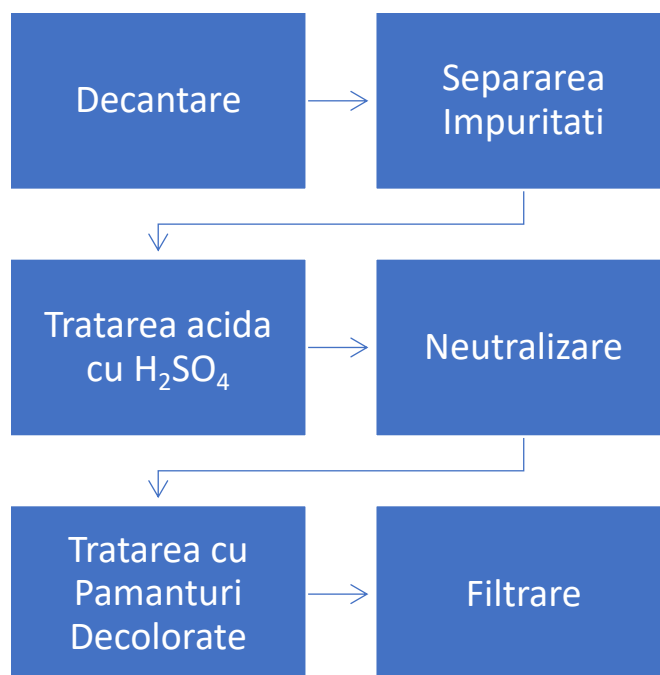 Decantare
Separarea
Impuritati
Tratarea acida
cu H₂SO₄
Neutralizare
Tratarea cu
Pamanturi
Decolorate
Filtrare